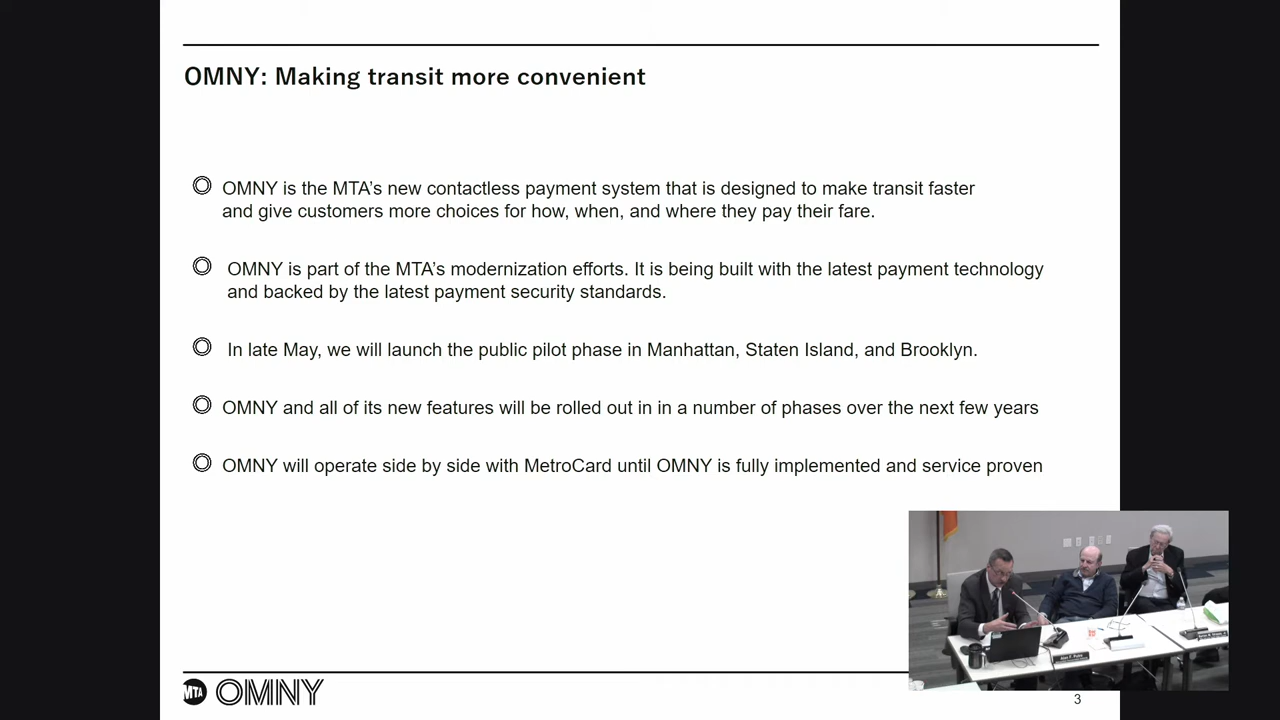 OMNY: Making transit more convenient
OMNY is the MTA’s new contactless payment system that is designed to make transit faster
and give customers more choices for how, when, and where they pay their fare.
OMNY is part of the MTA’s modernization efforts. It is being built with the latest payment technology
and backed by the latest payment security standards.
In late May, we will launch the public pilot phase in Manhattan, Staten Island, and Brooklyn.
OMNY and all of its new features will be rolled out in in a number of phases over the next few years
OMNY will operate side by side with MetroCard until OMNY is fully implemented and service proven
MTA OMNY
3